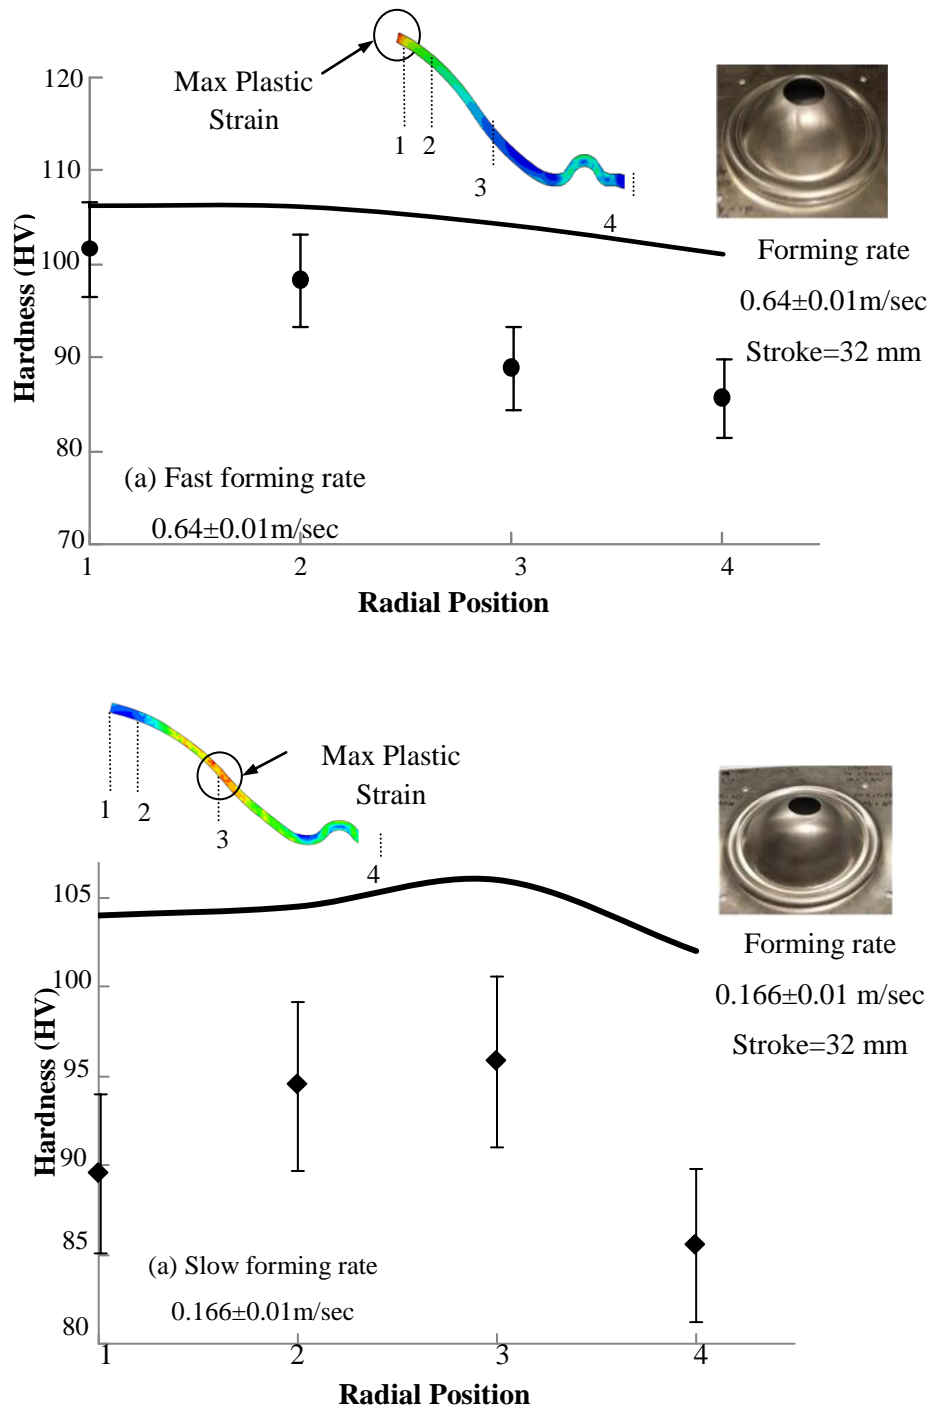 Max Plastic
Strain
1
2
3
4
120
110
100
90
80
70
Hardness (HV)
Forming rate
0.64±0.01m/sec
Stroke=32 mm
(a) Fast forming rate
0.64±0.01m/sec
1
2
3
4
Radial Position
Max Plastic
Strain
1
2
3
4
105
100
95
90
85
80
Hardness (HV)
Forming rate
0.166±0.01 m/sec
Stroke=32 mm
(a) Slow forming rate
0.166±0.01m/sec
1
2
3
4
Radial Position